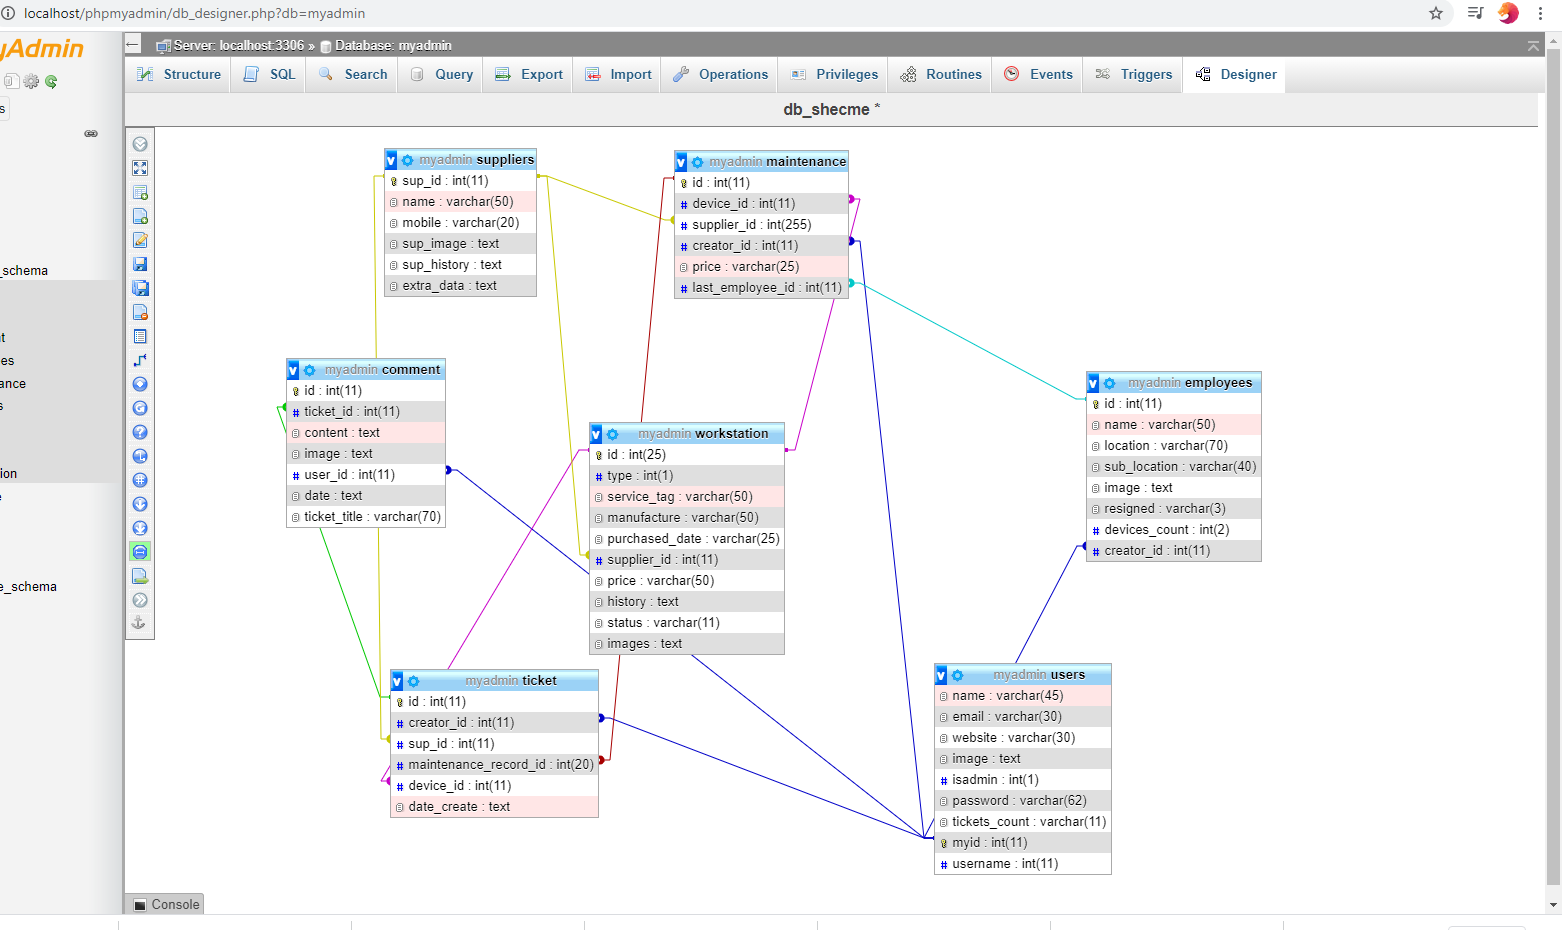 localhost/phpmyadmin/db_designer.php?db=myadmin
yAdmin
Server: localhost:3306 » Database: myadmin
Structure SQL Search Query Export Import Operations Privileges Routines Events Triggers Designer
s
db_shecme *
_schema
t
es
ance
s
ion
e
e_schema
myadmin suppliers
sup_id : int(11)
name : varchar(50)
mobile : varchar(20)
sup_image : text
sup_history : text
extra_data : text
myadmin maintenance
id : int(11)
device_id : int(11)
supplier_id : int(255)
creator_id : int(11)
price : varchar(25)
last_employee_id : int(11)
myadmin comment
id : int(11)
ticket_id : int(11)
content : text
image : text
user_id : int(11)
date : text
ticket_title : varchar(70)
myadmin employees
id : int(11)
name : varchar(50)
location : varchar(70)
sub_location : varchar(40)
image : text
resigned : varchar(3)
devices_count : int(2)
creator_id : int(11)
myadmin workstation
id : int(25)
type : int(1)
service_tag : varchar(50)
manufacture : varchar(50)
purchased_date : varchar(25)
supplier_id : int(11)
price : varchar(50)
history : text
status : varchar(11)
images : text
myadmin ticket
id : int(11)
creator_id : int(11)
sup_id : int(11)
maintenance_record_id : int(20)
device_id : int(11)
date_create : text
myadmin users
name : varchar(45)
email : varchar(30)
website : varchar(30)
image : text
isadmin : int(1)
password : varchar(62)
tickets_count : varchar(11)
myid : int(11)
username : int(11)
Console